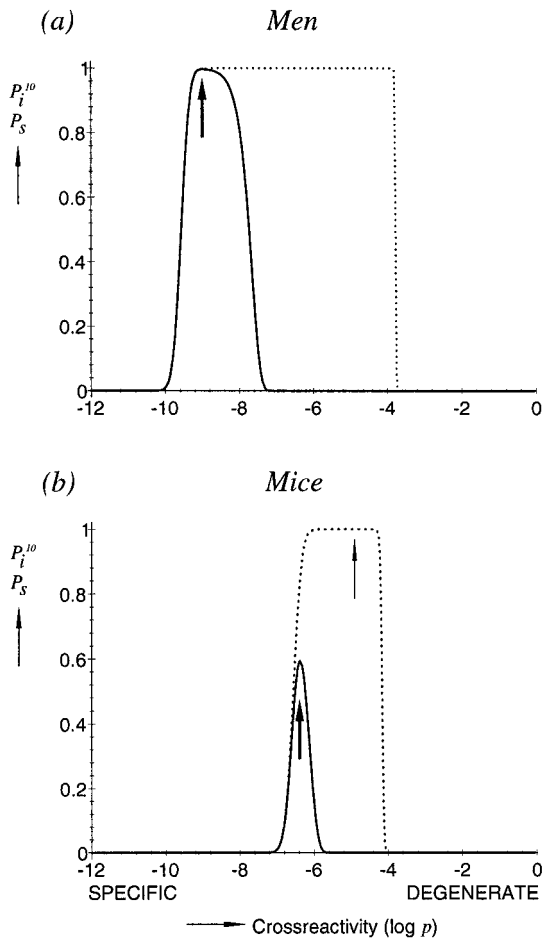 (a) Men
P_i^10
P_s
1
0.8
0.6
0.4
0.2
0
-12 -10 -8 -6 -4 -2 0
(b) Mice
P_i^10
P_s
1
0.8
0.6
0.4
0.2
0
-12 -10 -8 -6 -4 -2 0
SPECIFIC DEGENERATE
Crossreactivity (log p)